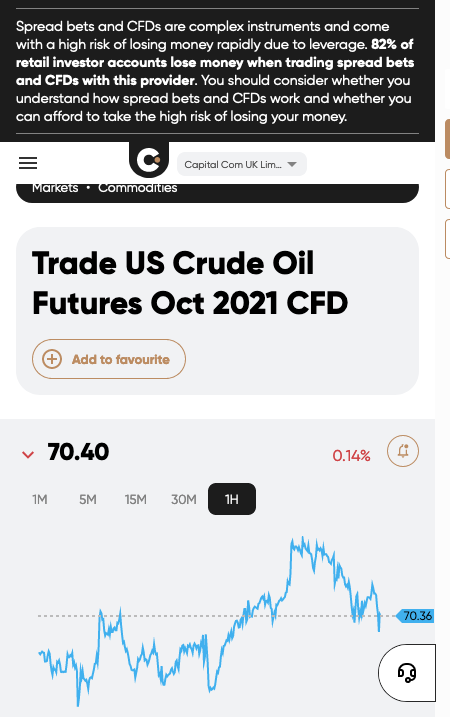 Spread bets and CFDs are complex instruments and come
with a high risk of losing money rapidly due to leverage. 82% of
retail investor accounts lose money when trading spread bets
and CFDs with this provider. You should consider whether you
understand how spread bets and CFDs work and whether you
can afford to take the high risk of losing your money.
Capital Com UK Lim...
Markets • Commodities
Trade US Crude Oil
Futures Oct 2021 CFD
Add to favourite
70.40
0.14%
1M 5M 15M 30M 1H
70.36